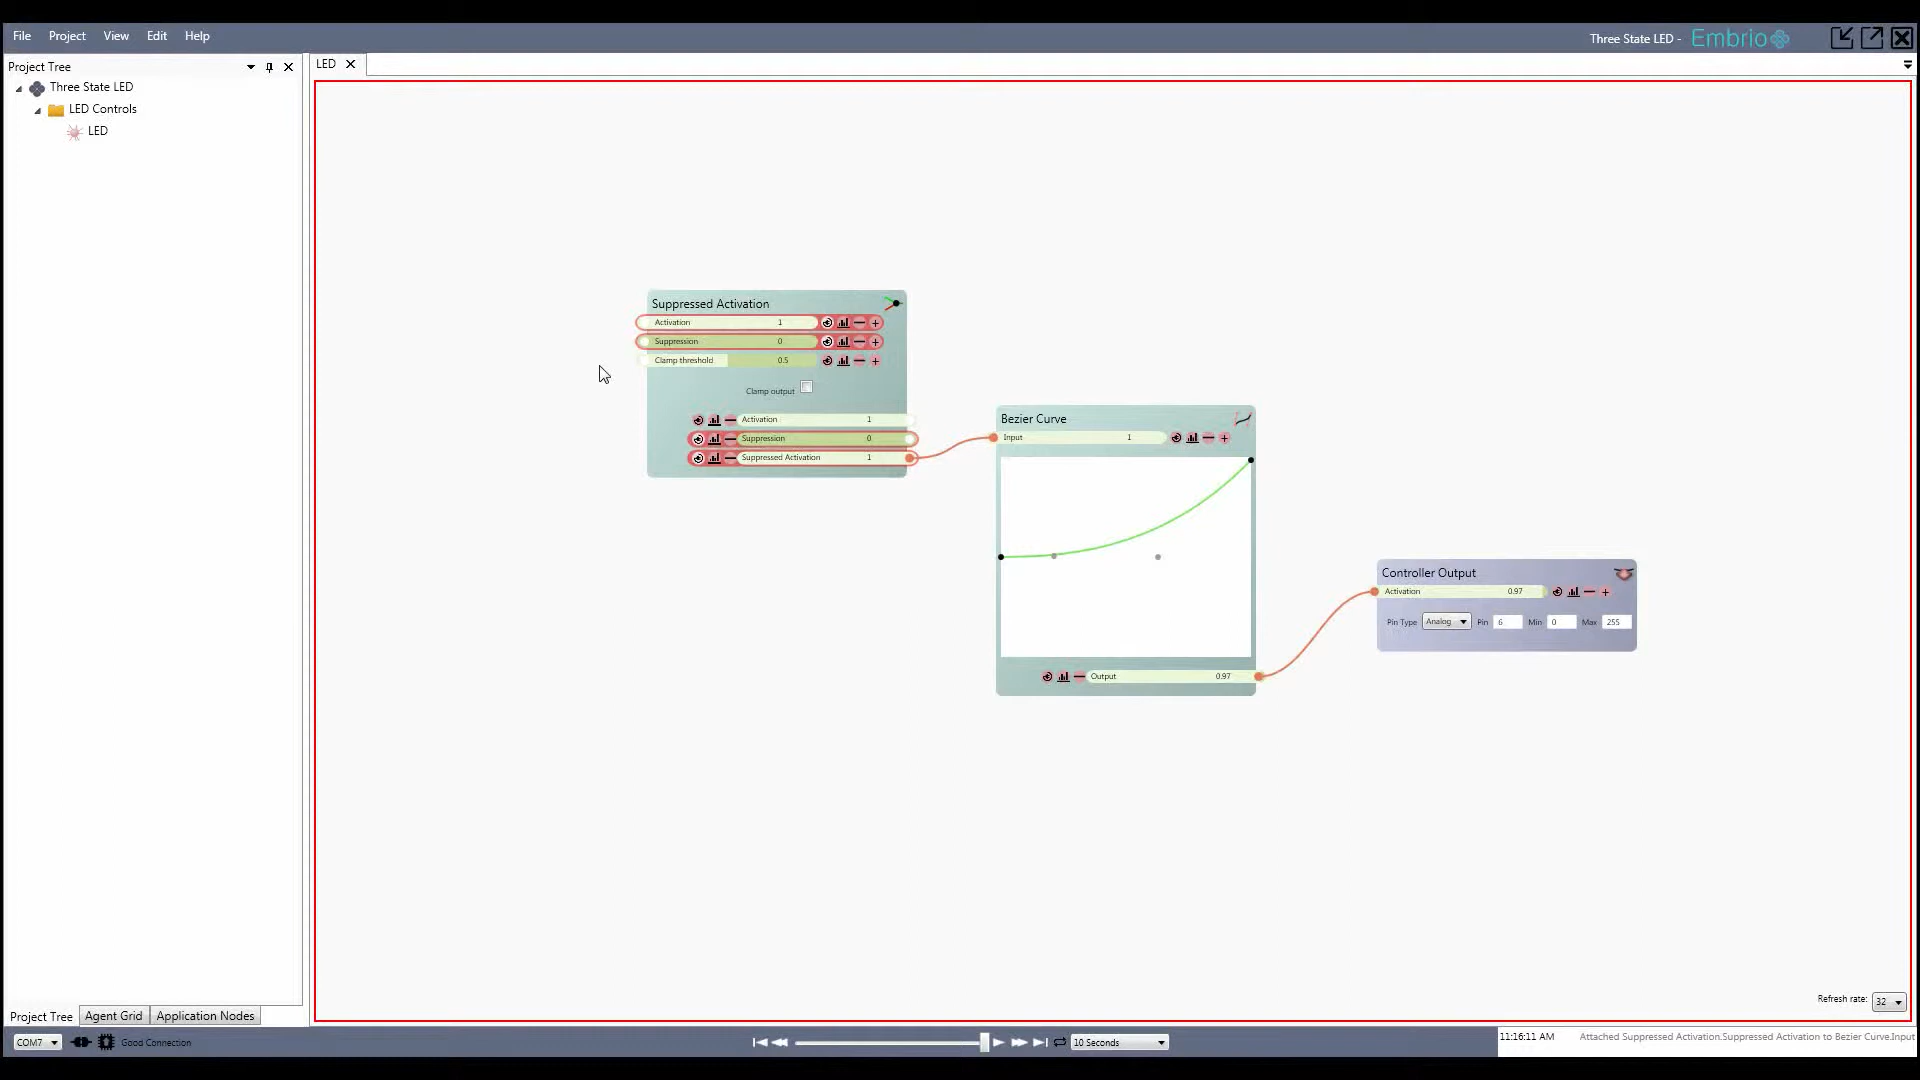 File Project View Edit Help
Three State LED - Embrio
Project Tree
LED
Three State LED
LED Controls
LED
Suppressed Activation
Activation 1
Suppression 0
Clamp threshold 0.5
Clamp output
Activation 1
Suppression 0
Suppressed Activation 1
Bezier Curve
Input 1
Output 0.97
Controller Output
Activation 0.97
Pin Type Analog Pin 6 Min 0 Max 255
Refresh rate: 32
Project Tree Agent Grid Application Nodes
COM7 Good Connection
10 Seconds
11:16:11 AM Attached Suppressed Activation.Suppressed Activation to Bezier Curve.Input